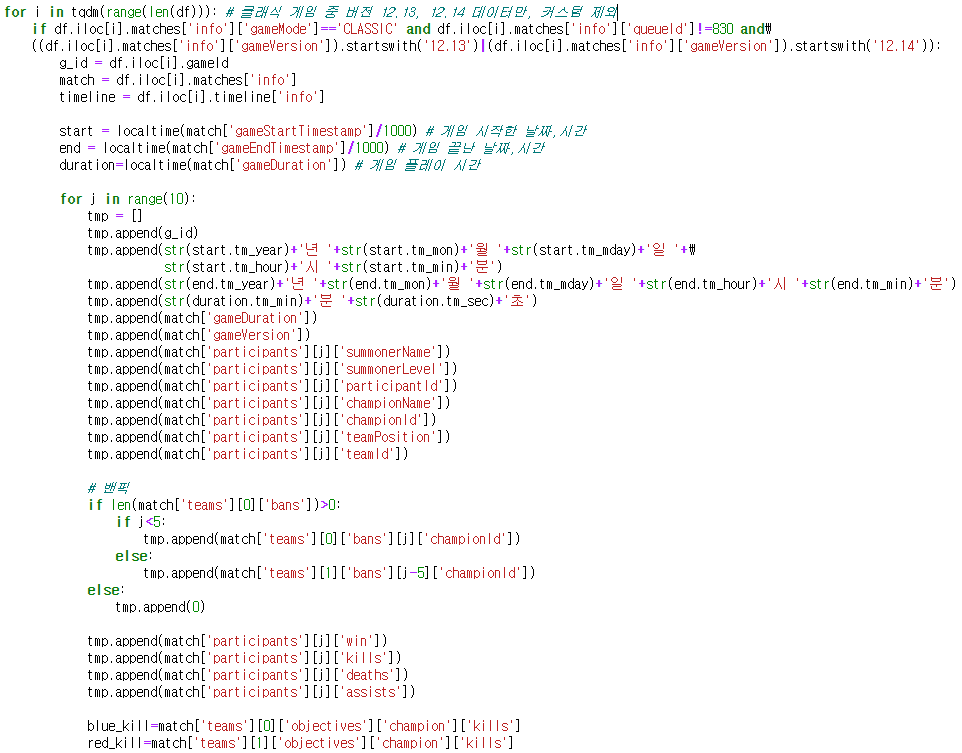 for i in tqdm(range(len(df))): # 클래식 게임 중 버전 12.13, 12.14 데이터만, 커스텀 제외
    if df.iloc[i].matches['info']['gameMode']=='CLASSIC' and df.iloc[i].matches['info']['queueId']!=830 and₩
    ((df.iloc[i].matches['info']['gameVersion']).startswith('12.13')|(df.iloc[i].matches['info']['gameVersion']).startswith('12.14')):
        g_id = df.iloc[i].gameId
        match = df.iloc[i].matches['info']
        timeline = df.iloc[i].timeline['info']

        start = localtime(match['gameStartTimestamp']/1000) # 게임 시작한 날짜,시간
        end = localtime(match['gameEndTimestamp']/1000) # 게임 끝난 날짜,시간
        duration=localtime(match['gameDuration']) # 게임 플레이 시간

        for j in range(10):
            tmp = []
            tmp.append(g_id)
            tmp.append(str(start.tm_year)+'년 '+str(start.tm_mon)+'월 '+str(start.tm_mday)+'일 '+₩
                       str(start.tm_hour)+'시 '+str(start.tm_min)+'분')
            tmp.append(str(end.tm_year)+'년 '+str(end.tm_mon)+'월 '+str(end.tm_mday)+'일 '+str(end.tm_hour)+'시 '+str(end.tm_min)+'분')
            tmp.append(str(duration.tm_min)+'분 '+str(duration.tm_sec)+'초')
            tmp.append(match['gameDuration'])
            tmp.append(match['gameVersion'])
            tmp.append(match['participants'][j]['summonerName'])
            tmp.append(match['participants'][j]['summonerLevel'])
            tmp.append(match['participants'][j]['participantId'])
            tmp.append(match['participants'][j]['championName'])
            tmp.append(match['participants'][j]['championId'])
            tmp.append(match['participants'][j]['teamPosition'])
            tmp.append(match['participants'][j]['teamId'])

            # 밴픽
            if len(match['teams'][0]['bans'])>0:
                if j<5:
                    tmp.append(match['teams'][0]['bans'][j]['championId'])
                else:
                    tmp.append(match['teams'][1]['bans'][j-5]['championId'])
            else:
                tmp.append(0)

            tmp.append(match['participants'][j]['win'])
            tmp.append(match['participants'][j]['kills'])
            tmp.append(match['participants'][j]['deaths'])
            tmp.append(match['participants'][j]['assists'])

            blue_kill=match['teams'][0]['objectives']['champion']['kills']
            red_kill=match['teams'][1]['objectives']['champion']['kills']